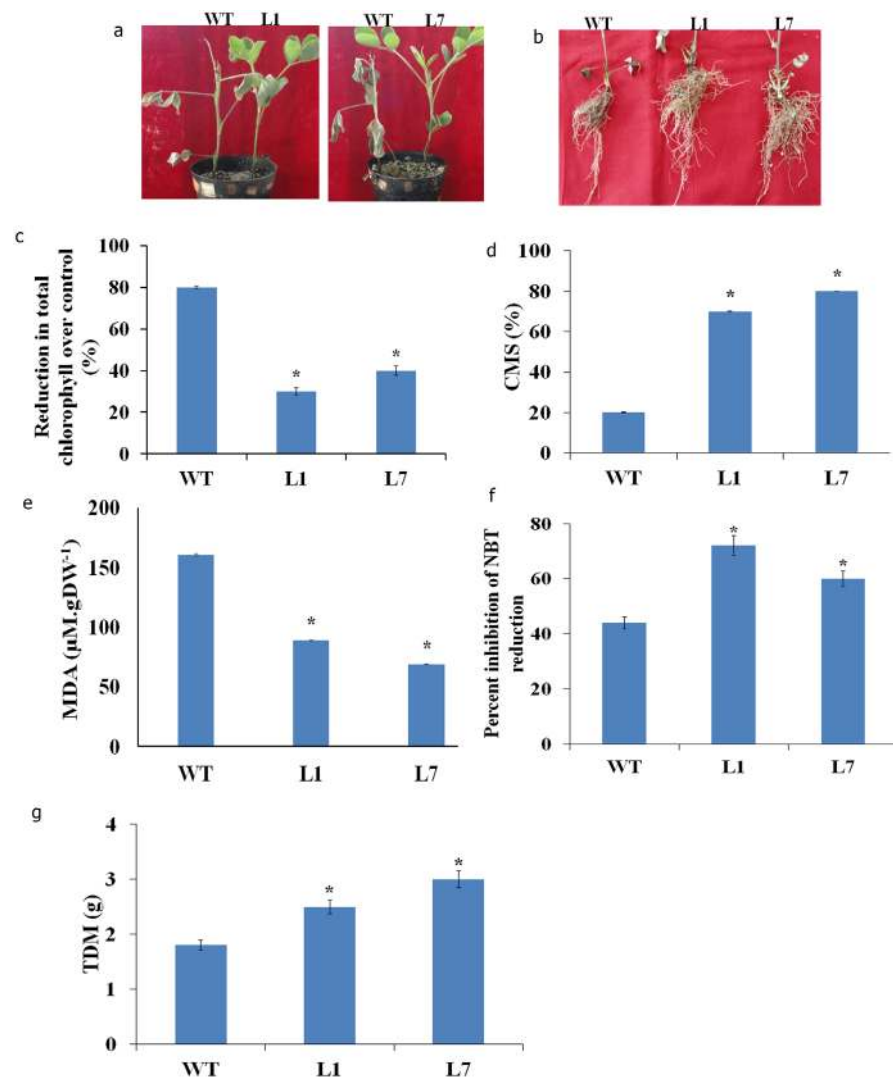 a
WT L1
WT L7
b
WT L1 L7
c
Reduction in total
chlorophyll over control
(%)
100
80
60
40
20
0
*
*
WT L1 L7
d
CMS (%)
100
80
60
40
20
0
*
*
WT L1 L7
e
MDA (µM.gDW⁻¹)
200
150
100
50
0
*
*
WT L1 L7
f
Percent inhibition of NBT
reduction
80
60
40
20
0
*
*
WT L1 L7
g
TDM (g)
4
3
2
1
0
*
*
WT L1 L7